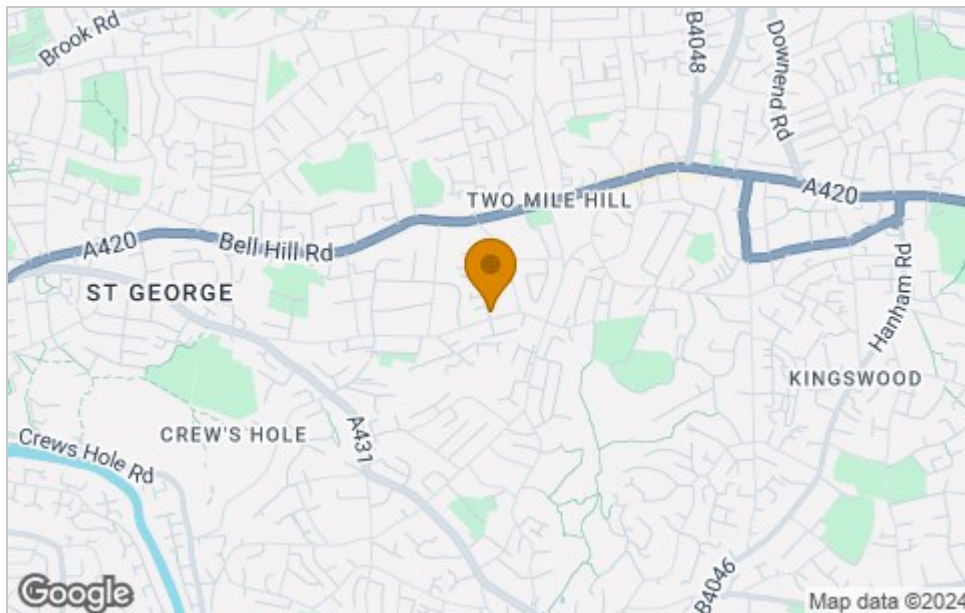 Brook Rd
B4048
Downend Rd
A420
TWO MILE HILL
A420
Bell Hill Rd
ST GEORGE
Hanham Rd
KINGSWOOD
CREW'S HOLE
A431
Crews Hole Rd
B4046
Google
Map data ©2024